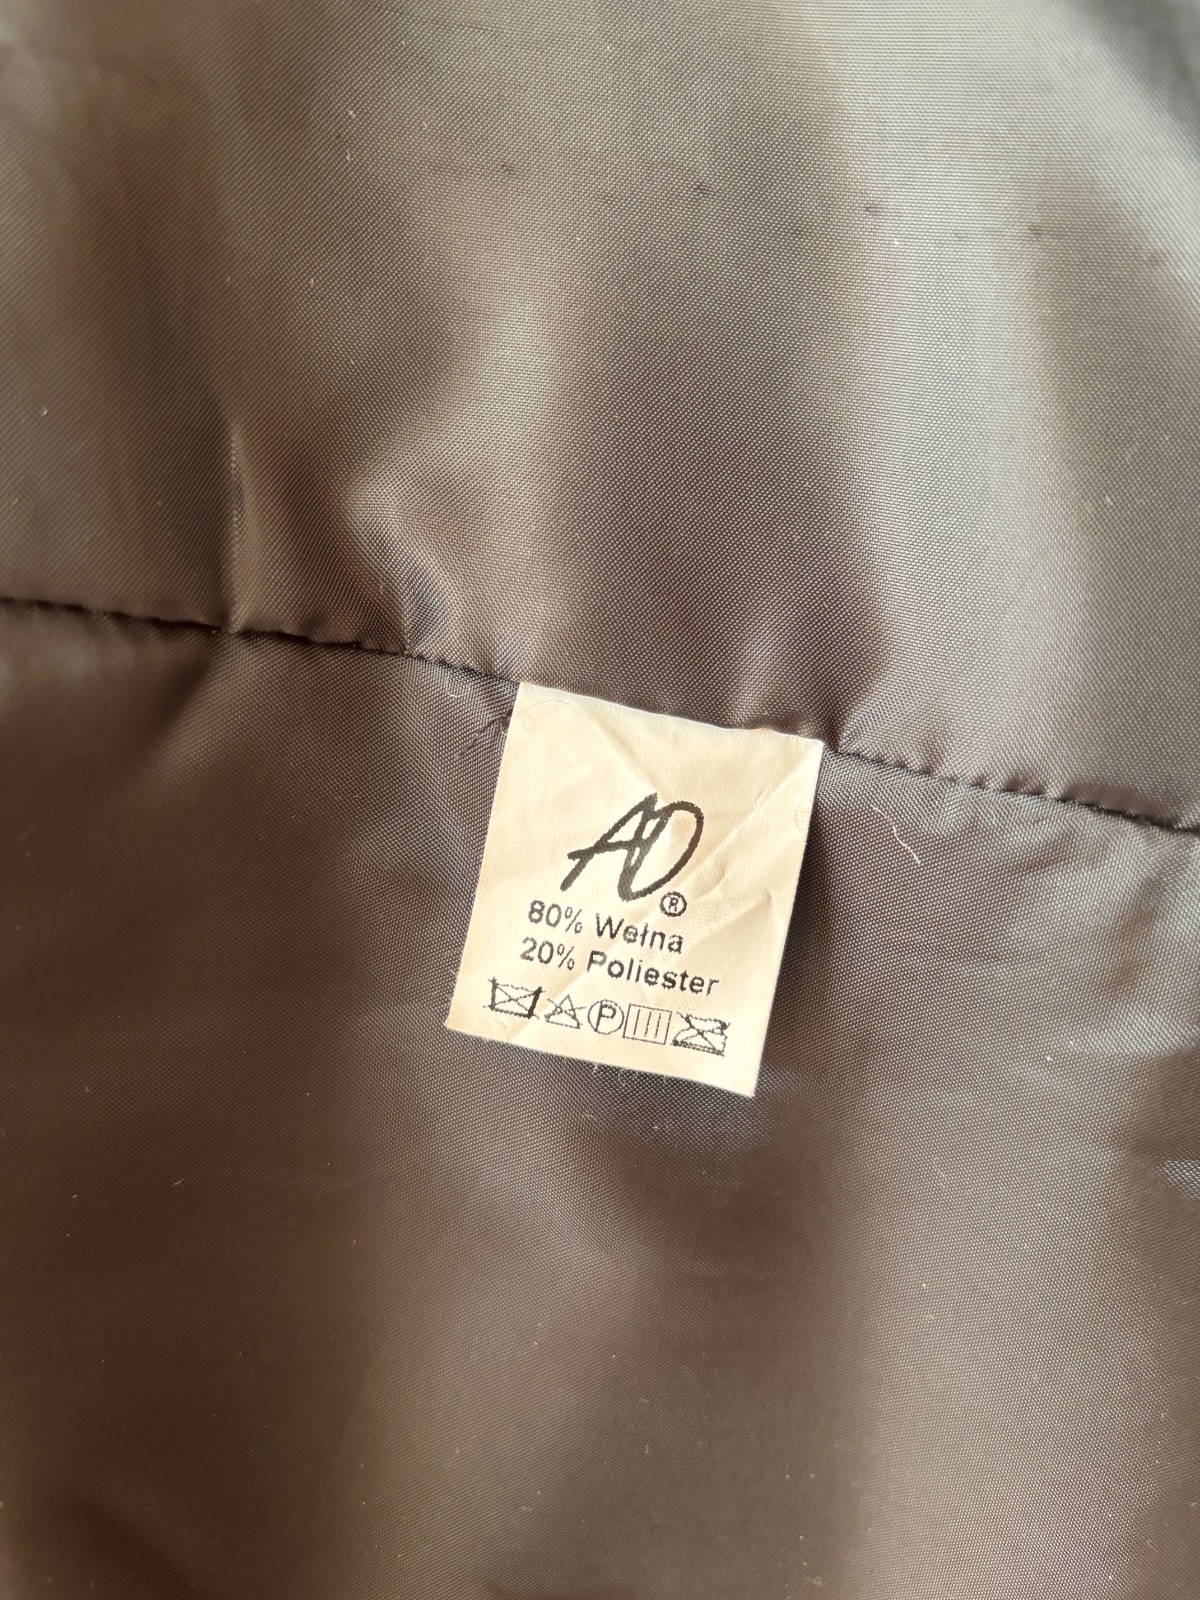 AD®
80% Wełna
20% Poliester
P